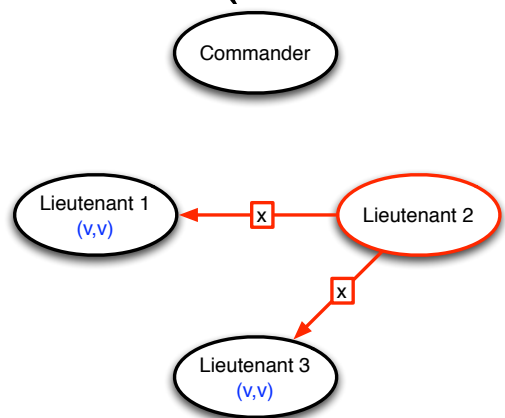 Commander
Lieutenant 1
(v,v)
x
Lieutenant 2
x
Lieutenant 3
(v,v)